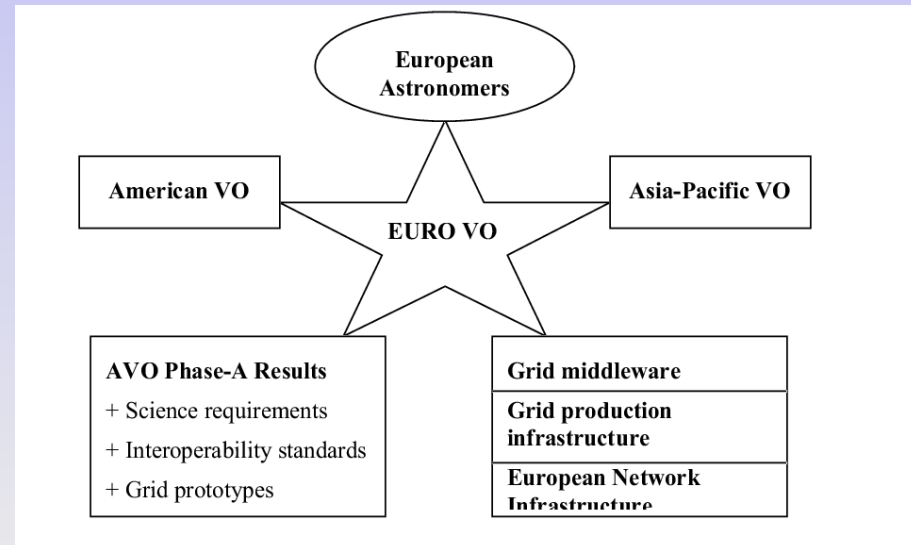 European
Astronomers
American VO
Asia-Pacific VO
EURO VO
AVO Phase-A Results
+ Science requirements
+ Interoperability standards
+ Grid prototypes
Grid middleware
Grid production
infrastructure
European Network
Infrastructure